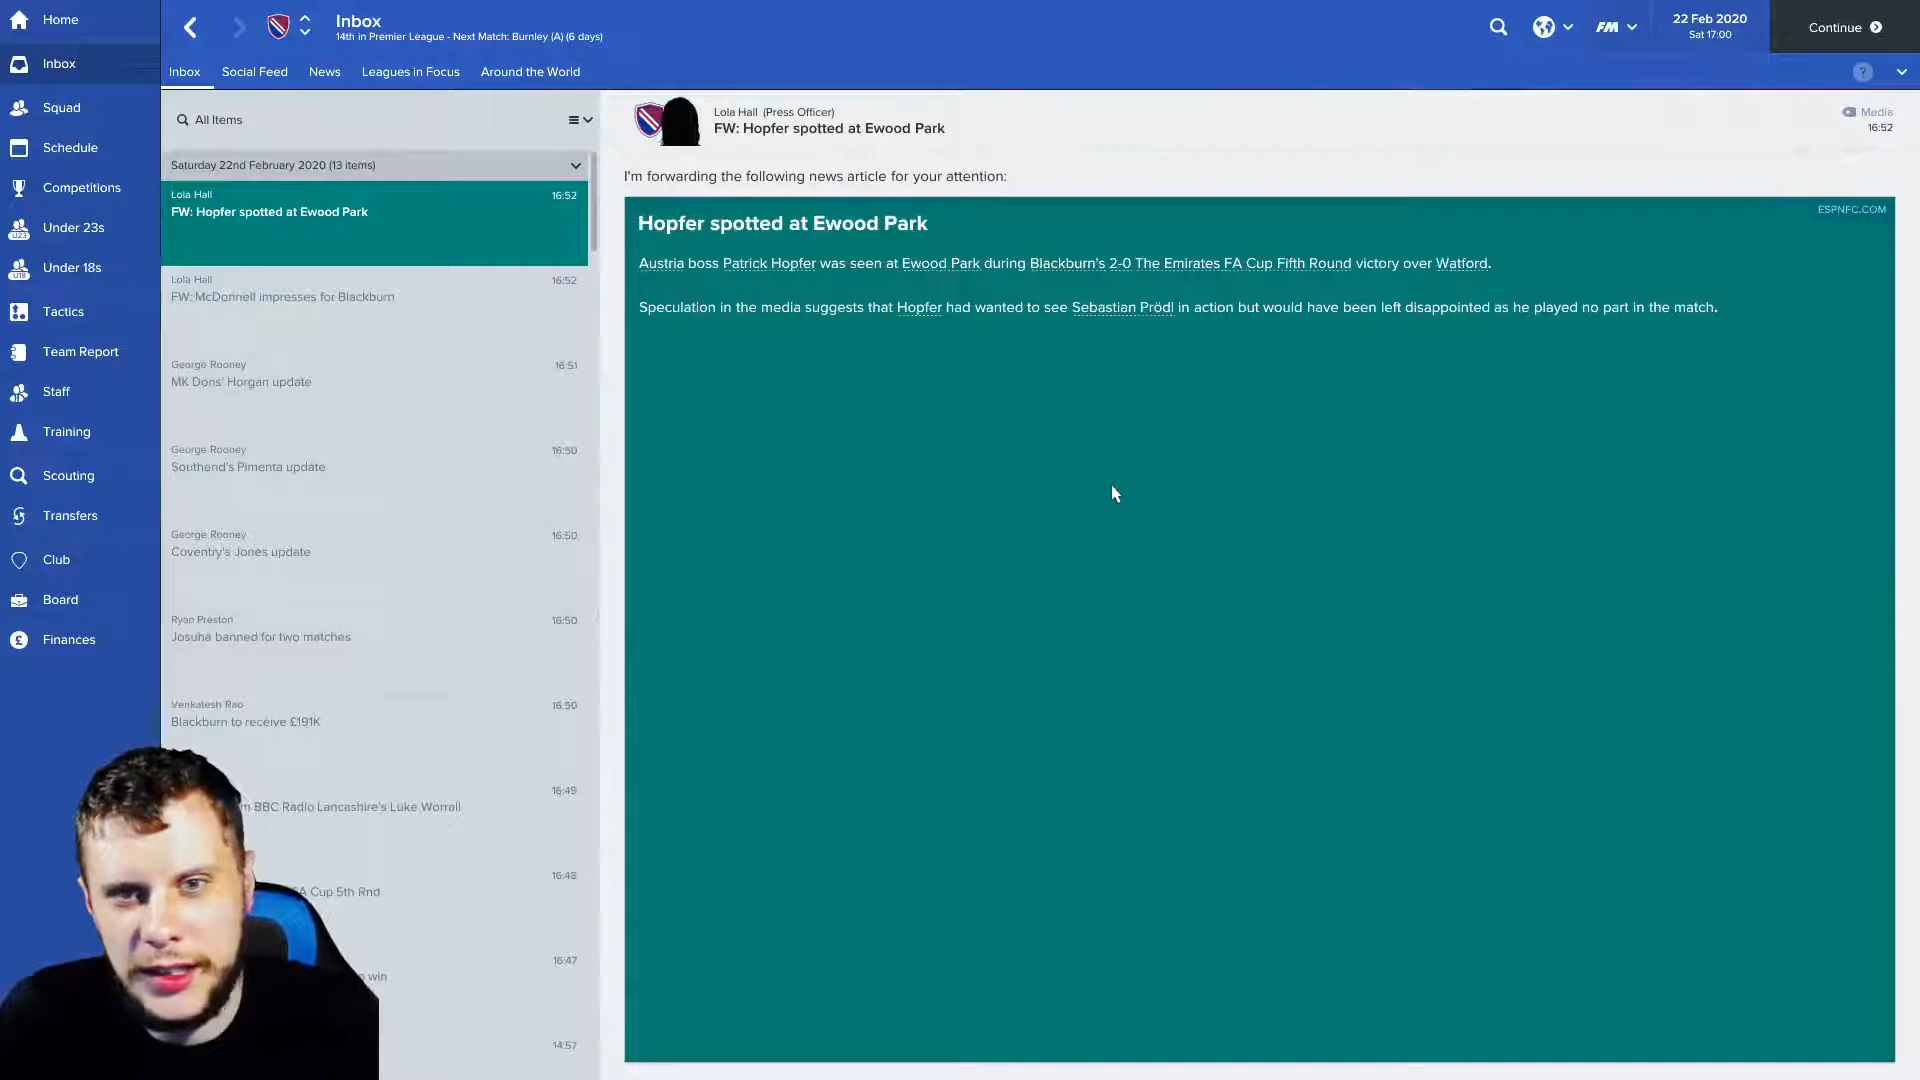 Home
Inbox
Squad
Schedule
Competitions
Under 23s
Under 18s
Tactics
Team Report
Staff
Training
Scouting
Transfers
Club
Board
Finances
Inbox
14th in Premier League - Next Match: Burnley (A) (6 days)
FM
22 Feb 2020
Sat 17:00
Continue
Inbox
Social Feed
News
Leagues in Focus
Around the World
?
All Items
Saturday 22nd February 2020 (13 items)
Lola Hall 16:52
FW: Hopfer spotted at Ewood Park
Lola Hall 16:52
FW: McDonnell impresses for Blackburn
George Rooney 16:51
MK Dons' Horgan update
George Rooney 16:50
Southend's Pimenta update
George Rooney 16:50
Coventry's Jones update
Ryan Preston 16:50
Josuha banned for two matches
Venkatesh Rao 16:50
Blackburn to receive £191K
16:49
BBC Radio Lancashire's Luke Worrall
16:48
Cup 5th Rnd
16:47
win
14:57
Lola Hall (Press Officer)
FW: Hopfer spotted at Ewood Park
Media
16:52
I'm forwarding the following news article for your attention:
ESPNFC.COM
Hopfer spotted at Ewood Park
Austria boss Patrick Hopfer was seen at Ewood Park during Blackburn's 2-0 The Emirates FA Cup Fifth Round victory over Watford.
Speculation in the media suggests that Hopfer had wanted to see Sebastian Prödl in action but would have been left disappointed as he played no part in the match.